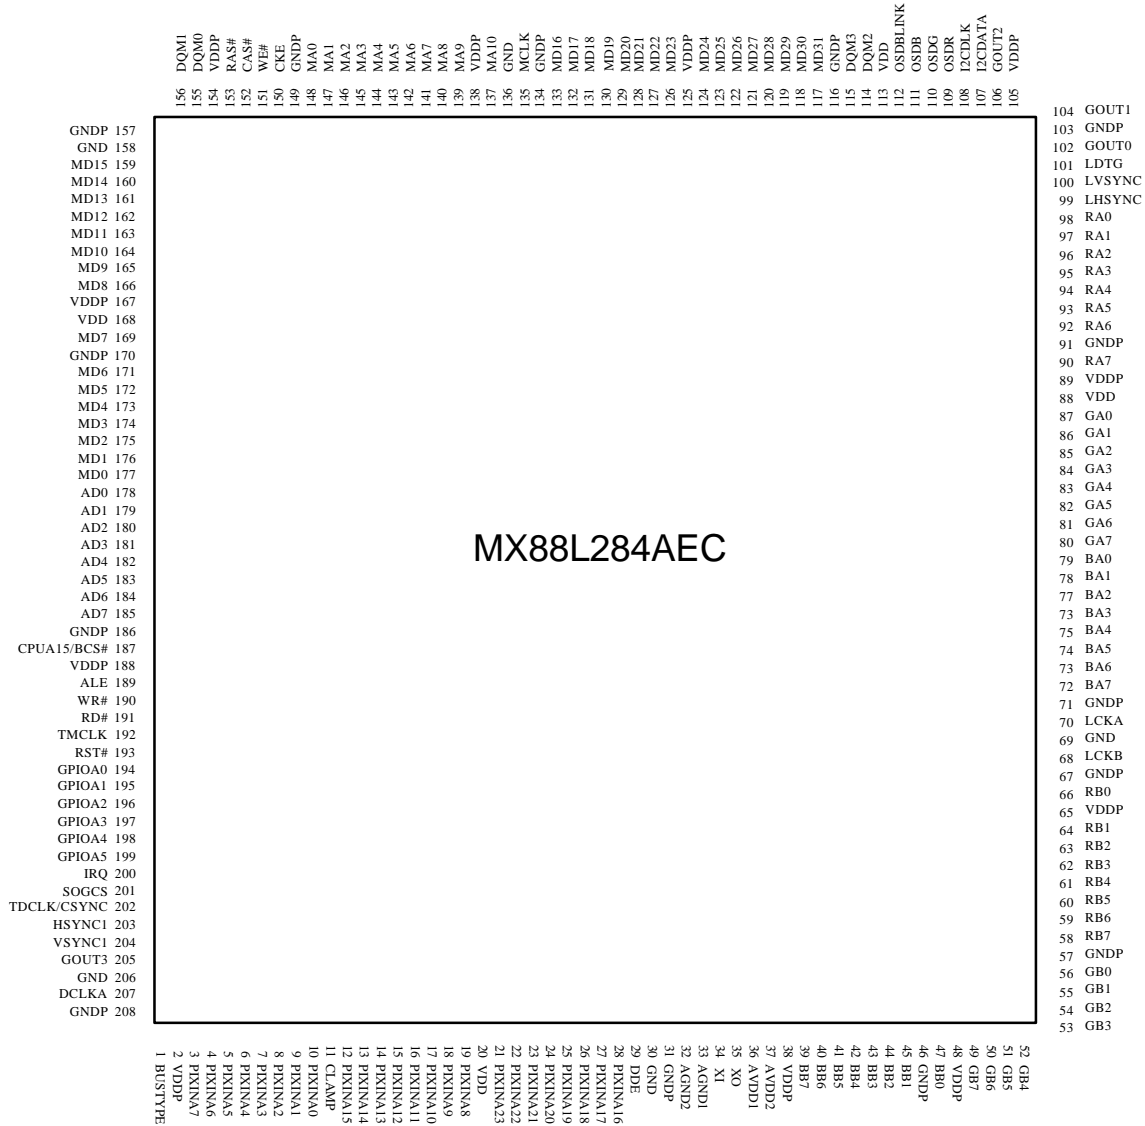 156 DQM1
155 DQM0
154 VDDP
153 RAS#
152 CAS#
151 WE#
150 CKE
149 GNDP
148 MA0
147 MA1
146 MA2
145 MA3
144 MA4
143 MA5
142 MA6
141 MA7
140 MA8
139 MA9
138 VDDP
137 MA10
136 GND
135 MCLK
134 GNDP
133 MD16
132 MD17
131 MD18
130 MD19
129 MD20
128 MD21
127 MD22
126 MD23
125 VDDP
124 MD24
123 MD25
122 MD26
121 MD27
120 MD28
119 MD29
118 MD30
117 MD31
116 GNDP
115 DQM3
114 DQM2
113 VDD
112 OSDBLINK
111 OSDB
110 OSDG
109 OSDR
108 I2CDLK
107 I2CDATA
106 GOUT2
105 VDDP
GNDP 157
GND 158
MD15 159
MD14 160
MD13 161
MD12 162
MD11 163
MD10 164
MD9 165
MD8 166
VDDP 167
VDD 168
MD7 169
GNDP 170
MD6 171
MD5 172
MD4 173
MD3 174
MD2 175
MD1 176
MD0 177
AD0 178
AD1 179
AD2 180
AD3 181
AD4 182
AD5 183
AD6 184
AD7 185
GNDP 186
CPUA15/BCS# 187
VDDP 188
ALE 189
WR# 190
RD# 191
TMCLK 192
RST# 193
GPIOA0 194
GPIOA1 195
GPIOA2 196
GPIOA3 197
GPIOA4 198
GPIOA5 199
IRQ 200
SOGCS 201
TDCLK/CSYNC 202
HSYNC1 203
VSYNC1 204
GOUT3 205
GND 206
DCLKA 207
GNDP 208
MX88L284AEC
104 GOUT1
103 GNDP
102 GOUT0
101 LDTG
100 LVSYNC
99 LHSYNC
98 RA0
97 RA1
96 RA2
95 RA3
94 RA4
93 RA5
92 RA6
91 GNDP
90 RA7
89 VDDP
88 VDD
87 GA0
86 GA1
85 GA2
84 GA3
83 GA4
82 GA5
81 GA6
80 GA7
79 BA0
78 BA1
77 BA2
73 BA3
75 BA4
74 BA5
73 BA6
72 BA7
71 GNDP
70 LCKA
69 GND
68 LCKB
67 GNDP
66 RB0
65 VDDP
64 RB1
63 RB2
62 RB3
61 RB4
60 RB5
59 RB6
58 RB7
57 GNDP
56 GB0
55 GB1
54 GB2
53 GB3
1 BUSTYPE
2 VDDP
3 PIXINA7
4 PIXINA6
5 PIXINA5
6 PIXINA4
7 PIXINA3
8 PIXINA2
9 PIXINA1
10 PIXINA0
11 CLAMP
12 PIXINA15
13 PIXINA14
14 PIXINA13
15 PIXINA12
16 PIXINA11
17 PIXINA10
18 PIXINA9
19 PIXINA8
20 VDD
21 PIXINA23
22 PIXINA22
23 PIXINA21
24 PIXINA20
25 PIXINA19
26 PIXINA18
27 PIXINA17
28 PIXINA16
29 DDE
30 GND
31 GNDP
32 AGND2
33 AGND1
34 XI
35 XO
36 AVDD1
37 AVDD2
38 VDDP
39 BB7
40 BB6
41 BB5
42 BB4
43 BB3
44 BB2
45 BB1
46 GNDP
47 BB0
48 VDDP
49 GB7
50 GB6
51 GB5
52 GB4